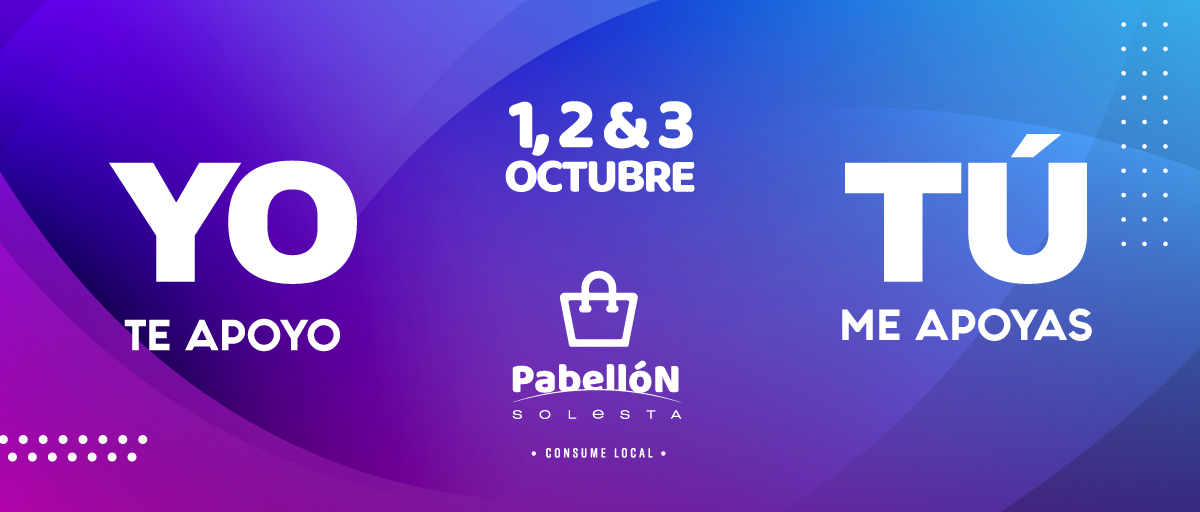 YO
TE APOYO
1, 2 & 3
OCTUBRE
PabellóN
SOLeSTA
• CONSUME LOCAL •
TÚ
ME APOYAS